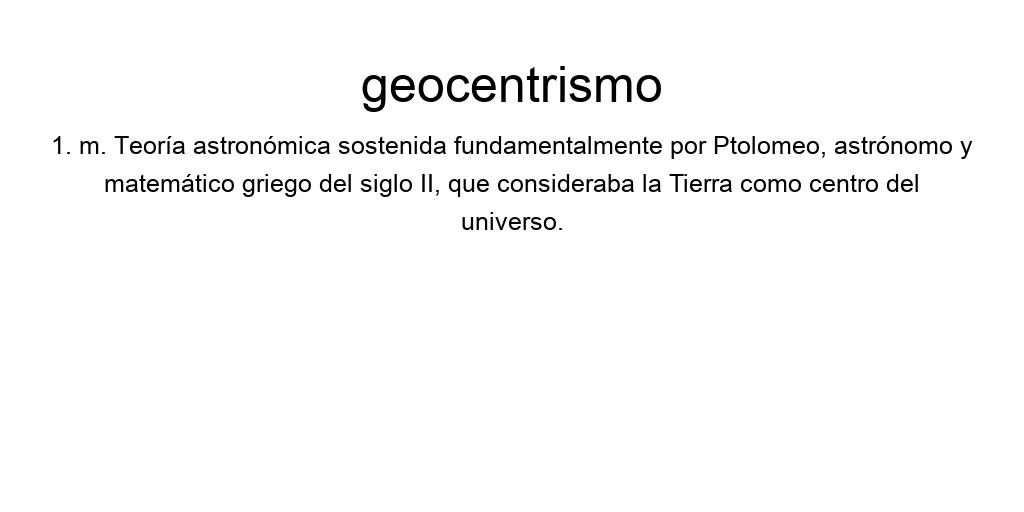 geocentrismo
1. m. Teoría astronómica sostenida fundamentalmente por Ptolomeo, astrónomo y
matemático griego del siglo II, que consideraba la Tierra como centro del
universo.